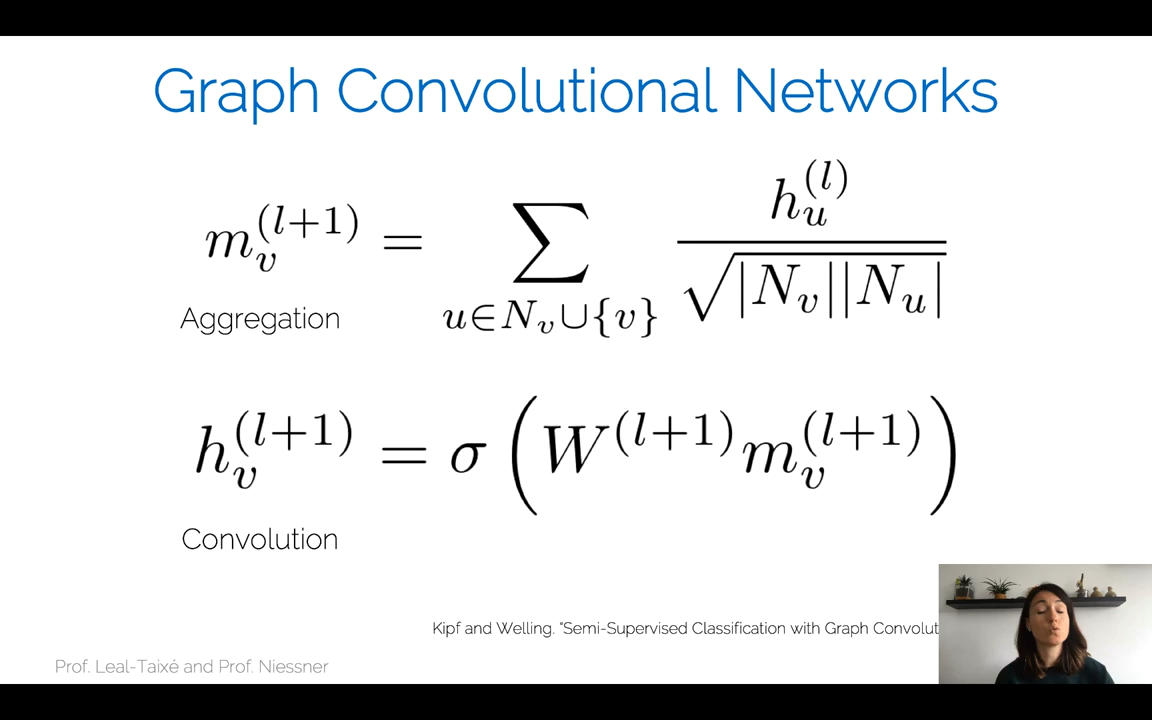 Graph Convolutional Networks
m_v^{(l+1)} = \sum_{u \in N_v \cup \{v\}} \frac{h_u^{(l)}}{\sqrt{|N_v||N_u|}}
Aggregation
h_v^{(l+1)} = \sigma \left( W^{(l+1)} m_v^{(l+1)} \right)
Convolution
Kipf and Welling. "Semi-Supervised Classification with Graph Convolut
Prof. Leal-Taixé and Prof. Niessner